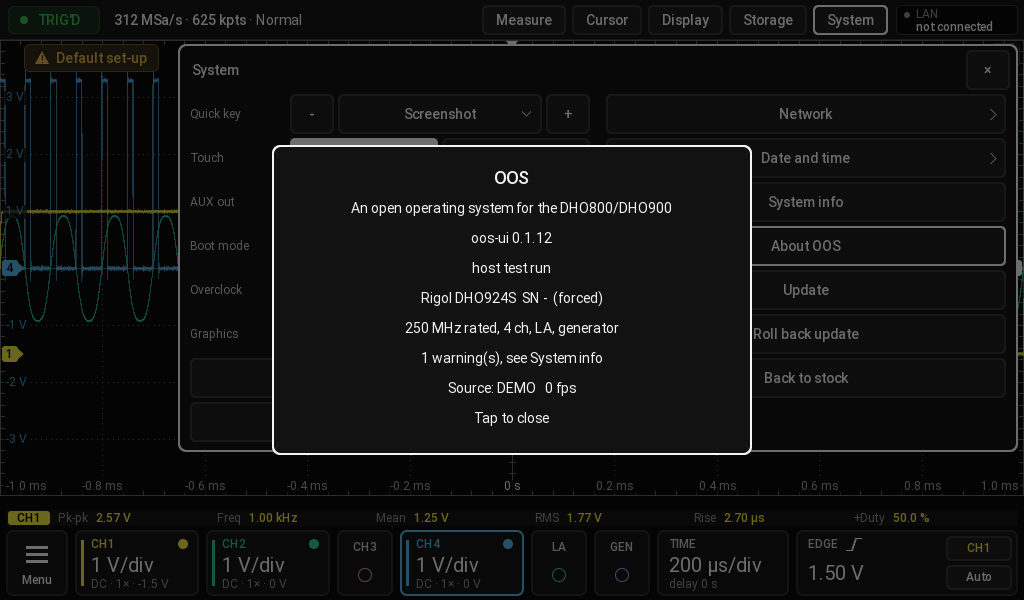 TRIG'D
312 MSa/s · 625 kpts · Normal
Measure
Cursor
Display
Storage
System
LAN
not connected
Default set-up
System
×
Quick key
-
Screenshot
+
Network
Touch
Date and time
AUX out
System info
Boot mode
About OOS
Overclock
Update
Graphics
Roll back update
Back to stock
OOS
An open operating system for the DHO800/DHO900
oos-ui 0.1.12
host test run
Rigol DHO924S SN - (forced)
250 MHz rated, 4 ch, LA, generator
1 warning(s), see System info
Source: DEMO 0 fps
Tap to close
3 V
2 V
1 V
4
-1 V
1
-2 V
-3 V
-1.0 ms
-0.8 ms
-0.6 ms
-0.4 ms
-0.2 ms
0 s
0.2 ms
0.4 ms
0.6 ms
0.8 ms
1.0 ms
CH1
Pk-pk 2.57 V
Freq 1.00 kHz
Mean 1.25 V
RMS 1.77 V
Rise 2.70 µs
+Duty 50.0 %
Menu
CH1
1 V/div
DC · 1× · -1.5 V
CH2
1 V/div
DC · 1× · 0 V
CH3
CH4
1 V/div
DC · 1× · 0 V
LA
GEN
TIME
200 µs/div
delay 0 s
EDGE
1.50 V
CH1
Auto